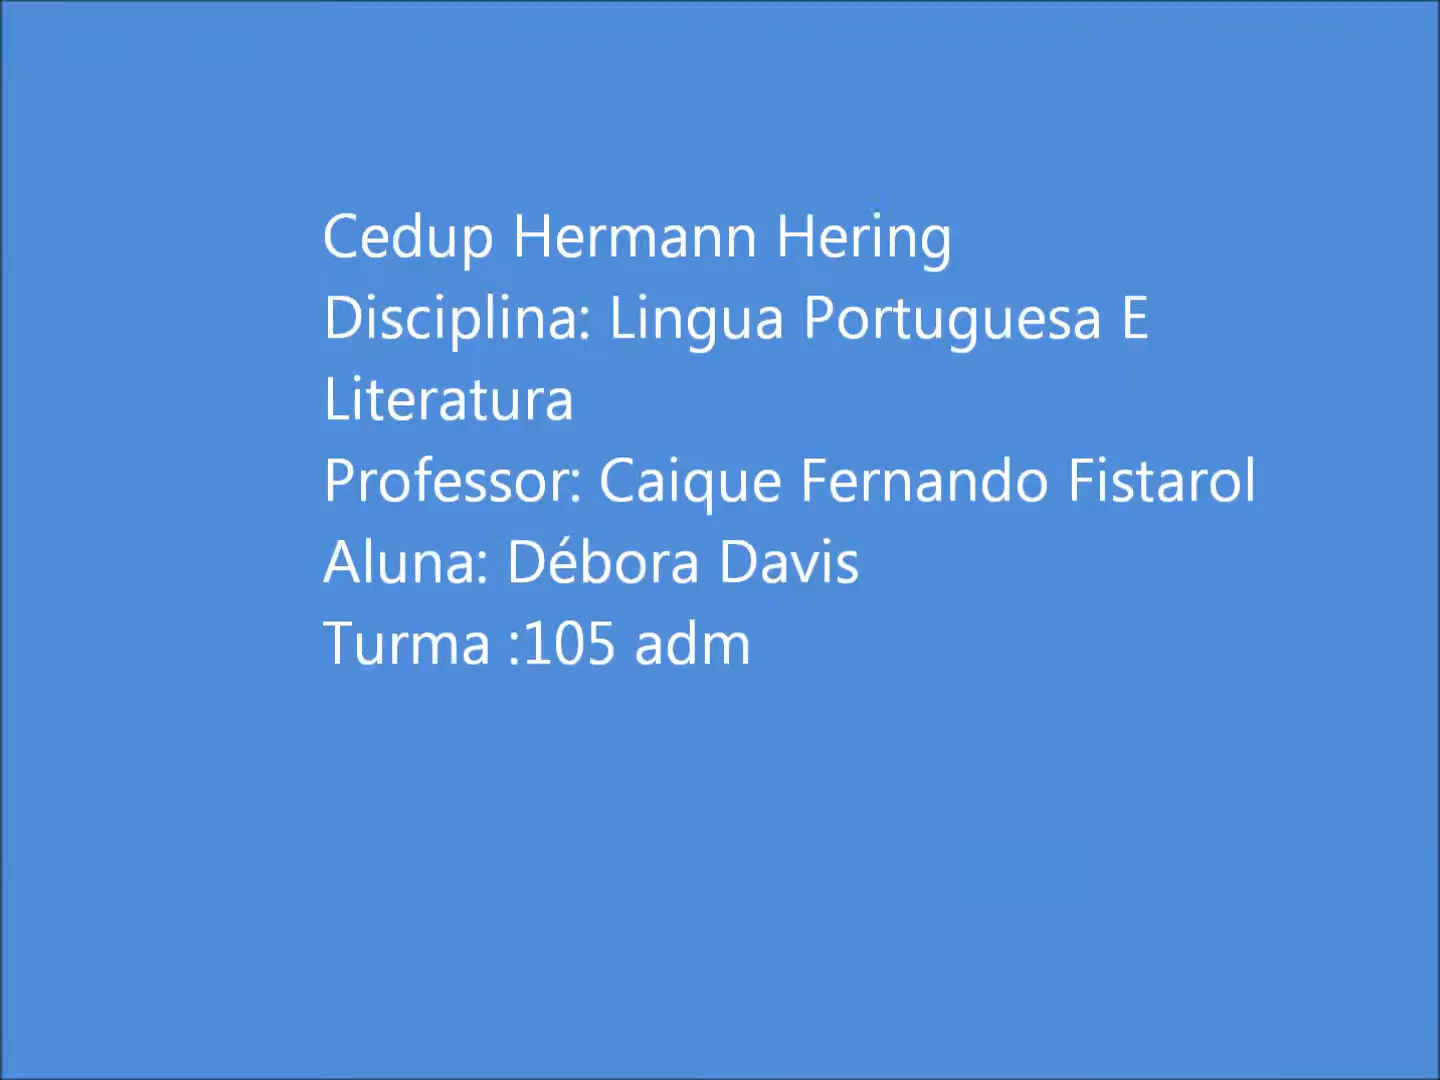 Cedup Hermann Hering
Disciplina: Lingua Portuguesa E
Literatura
Professor: Caique Fernando Fistarol
Aluna: Débora Davis
Turma :105 adm